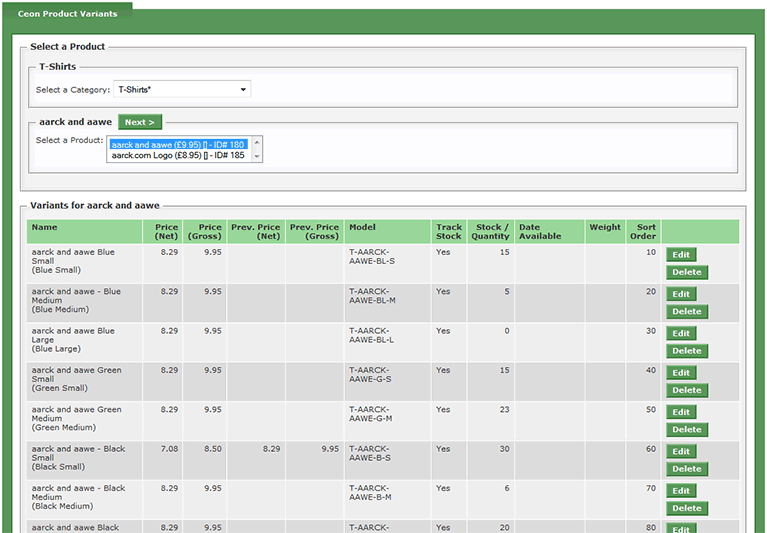 Ceon Product Variants
Select a Product
T-Shirts
Select a Category: T-Shirts*
aarck and aawe Next >
Select a Product: aarck and aawe (£9.95) [] - ID# 180
aarck.com Logo (£8.95) [] - ID# 185
Variants for aarck and aawe
Name Price (Net) Price (Gross) Prev. Price (Net) Prev. Price (Gross) Model Track Stock Stock / Quantity Date Available Weight Sort Order
aarck and aawe Blue 8.29 9.95 T-AARCK- Yes 15 10 Edit
Small AAWE-BL-S
(Blue Small) Delete
aarck and aawe - Blue 8.29 9.95 T-AARCK- Yes 5 20 Edit
Medium AAWE-BL-M
(Blue Medium) Delete
aarck and aawe Blue 8.29 9.95 T-AARCK- Yes 0 30 Edit
Large AAWE-BL-L
(Blue Large) Delete
aarck and aawe Green 8.29 9.95 T-AARCK- Yes 15 40 Edit
Small AAWE-G-S
(Green Small) Delete
aarck and aawe Green 8.29 9.95 T-AARCK- Yes 23 50 Edit
Medium AAWE-G-M
(Green Medium) Delete
aarck and aawe - Black 7.08 8.50 8.29 9.95 T-AARCK- Yes 30 60 Edit
Small AAWE-B-S
(Black Small) Delete
aarck and aawe - Black 8.29 9.95 T-AARCK- Yes 6 70 Edit
Medium AAWE-B-M
(Black Medium) Delete
aarck and aawe Black 8.29 9.95 T-AARCK- Yes 20 80 Edit